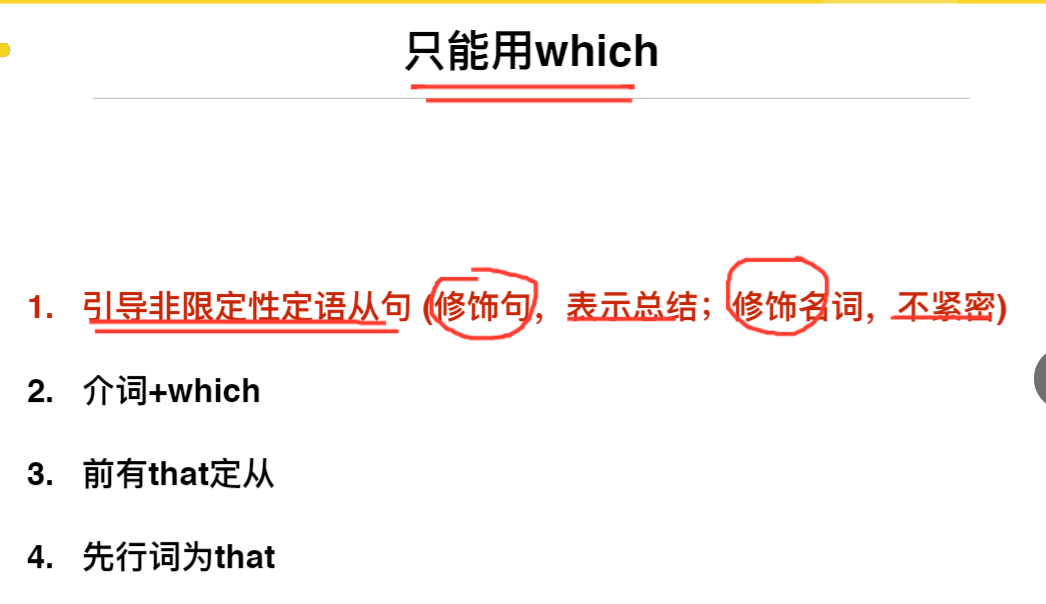 只能用which
1. 引导非限定性定语从句 (修饰句，表示总结；修饰名词，不紧密)
2. 介词+which
3. 前有that定从
4. 先行词为that